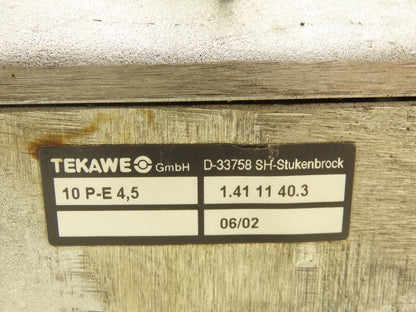 TEKAWE GmbH D-33758 SH-Stukenbrock
10 P-E 4,5 1.41 11 40.3
06/02